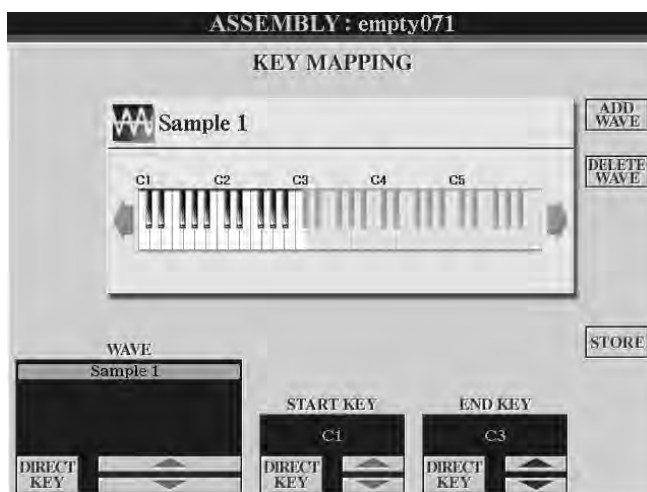 ASSEMBLY : empty071
KEY MAPPING
Sample 1
C1 C2 C3 C4 C5
ADD
WAVE
DELETE
WAVE
STORE
WAVE
Sample 1
START KEY
C1
END KEY
C3
DIRECT
KEY
DIRECT
KEY
DIRECT
KEY